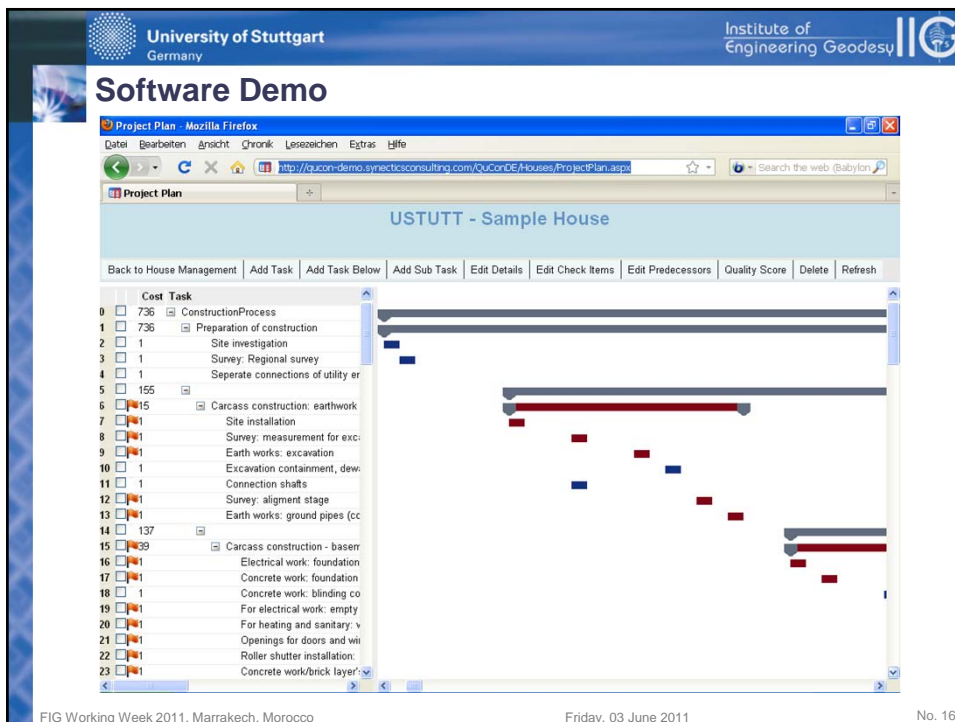 University of Stuttgart
Germany
Institute of
Engineering Geodesy
IIG
Software Demo
Project Plan - Mozilla Firefox
Datei Bearbeiten Ansicht Chronik Lesezeichen Extras Hilfe
http://qucon-demo.synecticsconsulting.com/QuConDE/Houses/ProjectPlan.aspx
Search the web (Babylon
Project Plan
USTUTT - Sample House
Back to House Management Add Task Add Task Below Add Sub Task Edit Details Edit Check Items Edit Predecessors Quality Score Delete Refresh
Cost Task
0 736 ConstructionProcess
1 736 Preparation of construction
2 1 Site investigation
3 1 Survey: Regional survey
4 1 Seperate connections of utility er
5 155
6 15 Carcass construction: earthwork
7 1 Site installation
8 1 Survey: measurement for exca
9 1 Earth works: excavation
10 1 Excavation containment, dewa
11 1 Connection shafts
12 1 Survey: aligment stage
13 1 Earth works: ground pipes (cc
14 137
15 39 Carcass construction - basem
16 1 Electrical work: foundation
17 1 Concrete work: foundation
18 1 Concrete work: blinding co
19 1 For electrical work: empty
20 1 For heating and sanitary: v
21 1 Openings for doors and wi
22 1 Roller shutter installation:
23 1 Concrete work/brick layer's
FIG Working Week 2011, Marrakech, Morocco Friday, 03 June 2011 No. 16